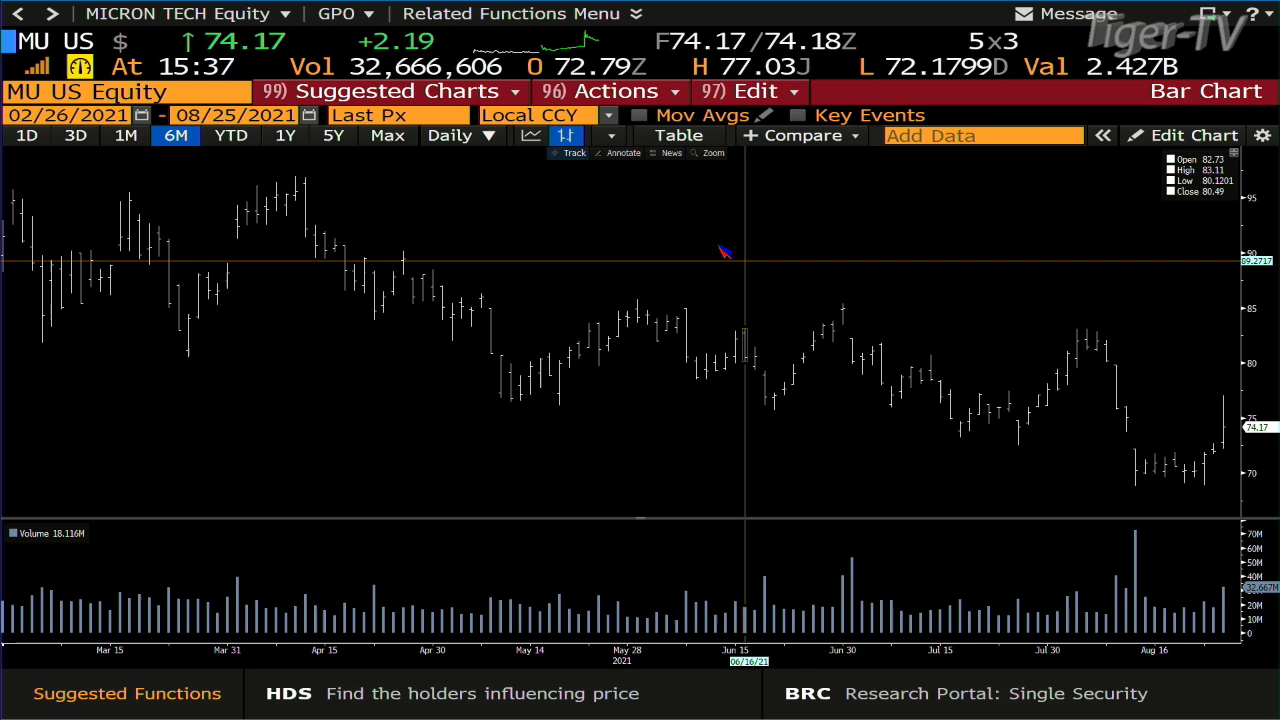 MICRON TECH Equity GPO Related Functions Menu Message ?
Tiger-TV
MU US $ ↑ 74.17 +2.19 F74.17 /74.18Z 5x3
At 15:37 Vol 32,666,606 O 72.79Z H 77.03J L 72.1799D Val 2.427B
MU US Equity 99) Suggested Charts 96) Actions 97) Edit Bar Chart
02/26/2021 - 08/25/2021 Last Px Local CCY Mov Avgs Key Events
1D 3D 1M 6M YTD 1Y 5Y Max Daily ▼ Table + Compare Add Data « Edit Chart
Track Annotate News Zoom
Open 82.73
High 83.11
Low 80.1201
Close 80.49
95
90
89.2717
85
80
75
74.17
70
Volume 18.116M
70M
60M
50M
40M
32.667M
20M
10M
0
Mar 15 Mar 31 Apr 15 Apr 30 May 14 May 28 Jun 15 Jun 30 Jul 15 Jul 30 Aug 16
2021 06/16/21
Suggested Functions HDS Find the holders influencing price BRC Research Portal: Single Security